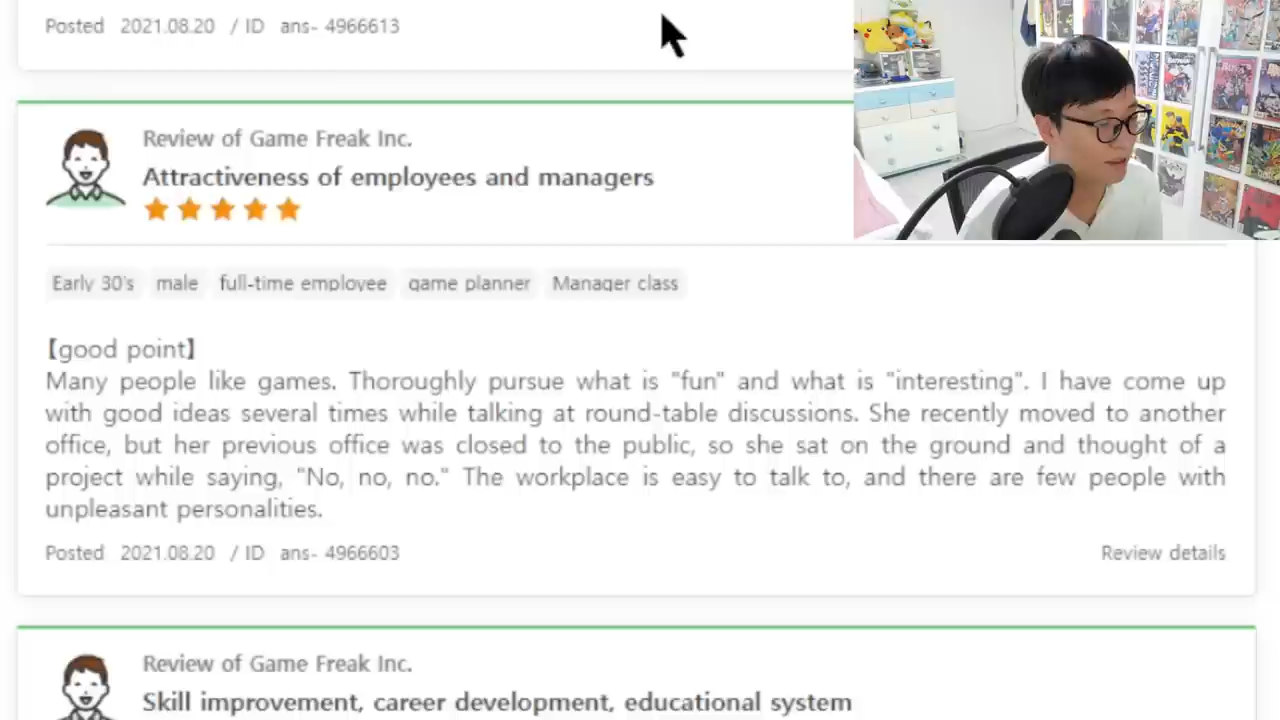 Posted 2021.08.20 / ID ans- 4966613
Review of Game Freak Inc.
Attractiveness of employees and managers
Early 30's male full-time employee game planner Manager class
【good point】
Many people like games. Thoroughly pursue what is "fun" and what is "interesting". I have come up
with good ideas several times while talking at round-table discussions. She recently moved to another
office, but her previous office was closed to the public, so she sat on the ground and thought of a
project while saying, "No, no, no." The workplace is easy to talk to, and there are few people with
unpleasant personalities.
Posted 2021.08.20 / ID ans- 4966603
Review details
Review of Game Freak Inc.
Skill improvement, career development, educational system